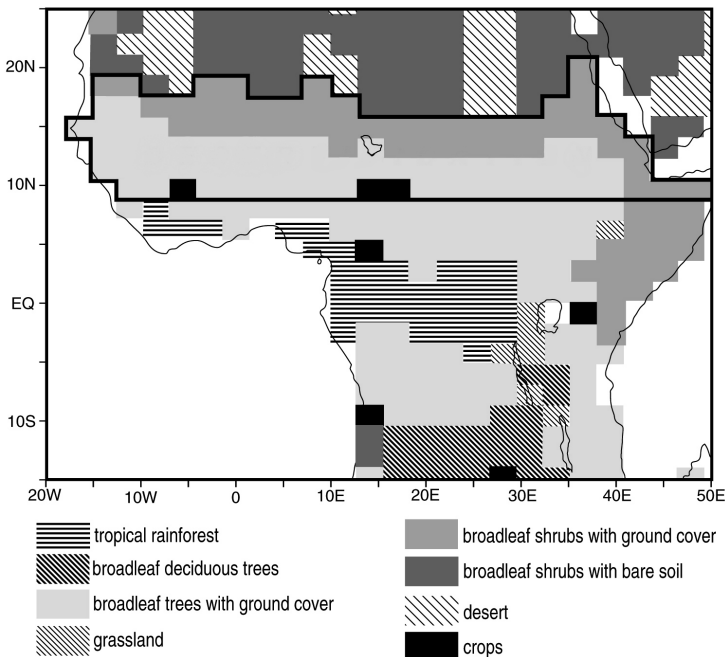 20N
10N
EQ
10S
20W 10W 0 10E 20E 30E 40E 50E
tropical rainforest
broadleaf deciduous trees
broadleaf trees with ground cover
grassland
broadleaf shrubs with ground cover
broadleaf shrubs with bare soil
desert
crops